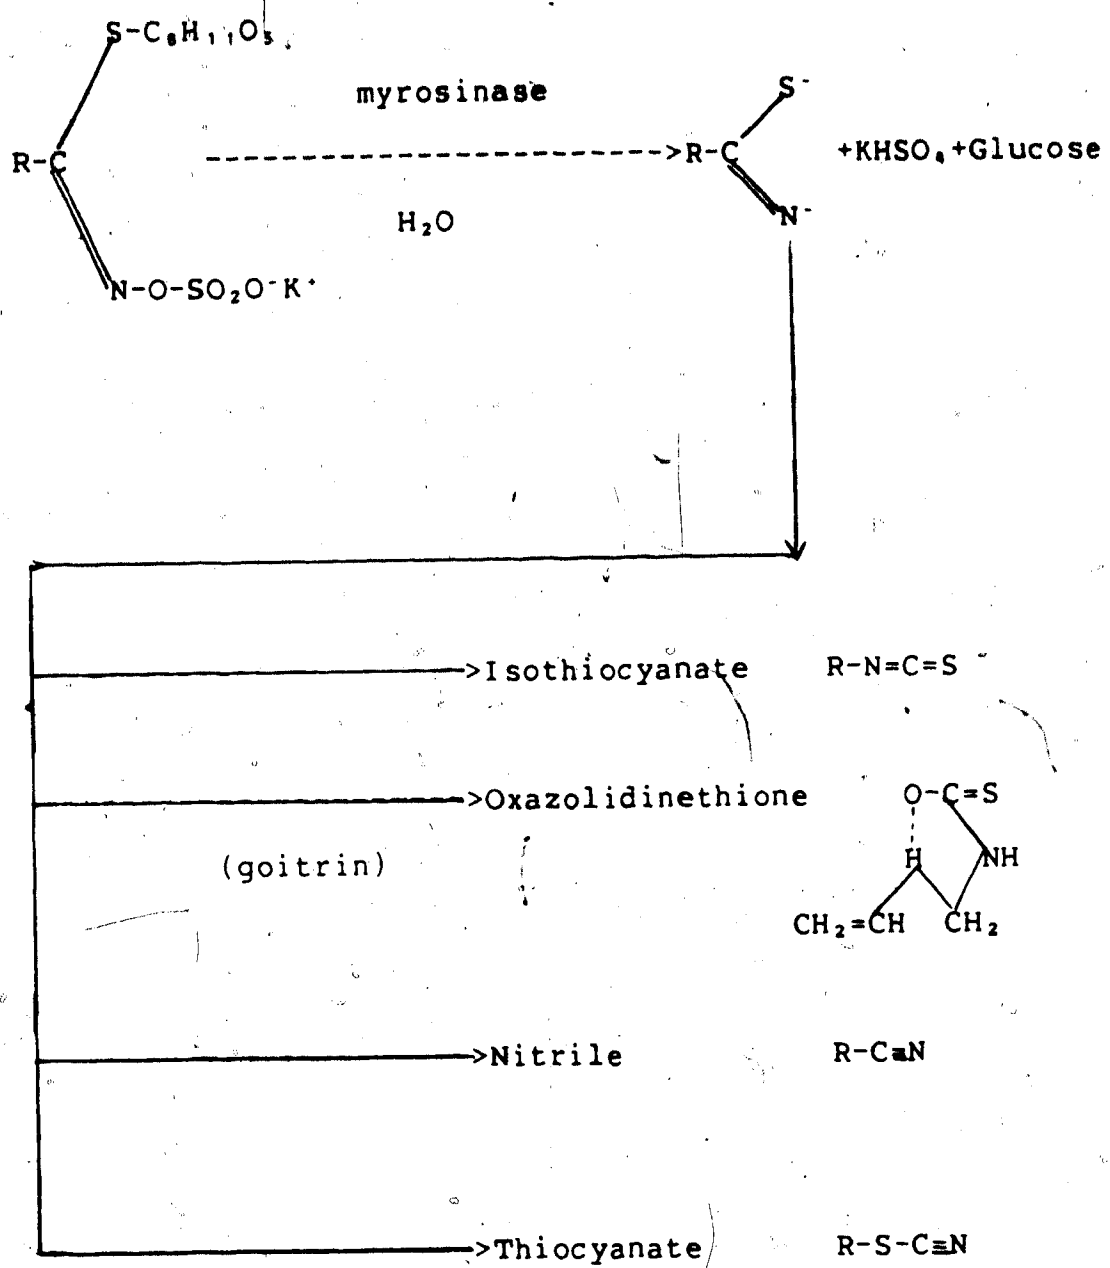 S-C₆H₁₁O₅
myrosinase
S⁻
R-C
>R-C
+KHSO₄+Glucose
H₂O
N⁻
N-O-SO₂O⁻K⁺
>Isothiocyanate R-N=C=S
>Oxazolidinethione O-C=S
(goitrin) H NH
CH₂=CH CH₂
>Nitrile R-C≡N
>Thiocyanate R-S-C≡N